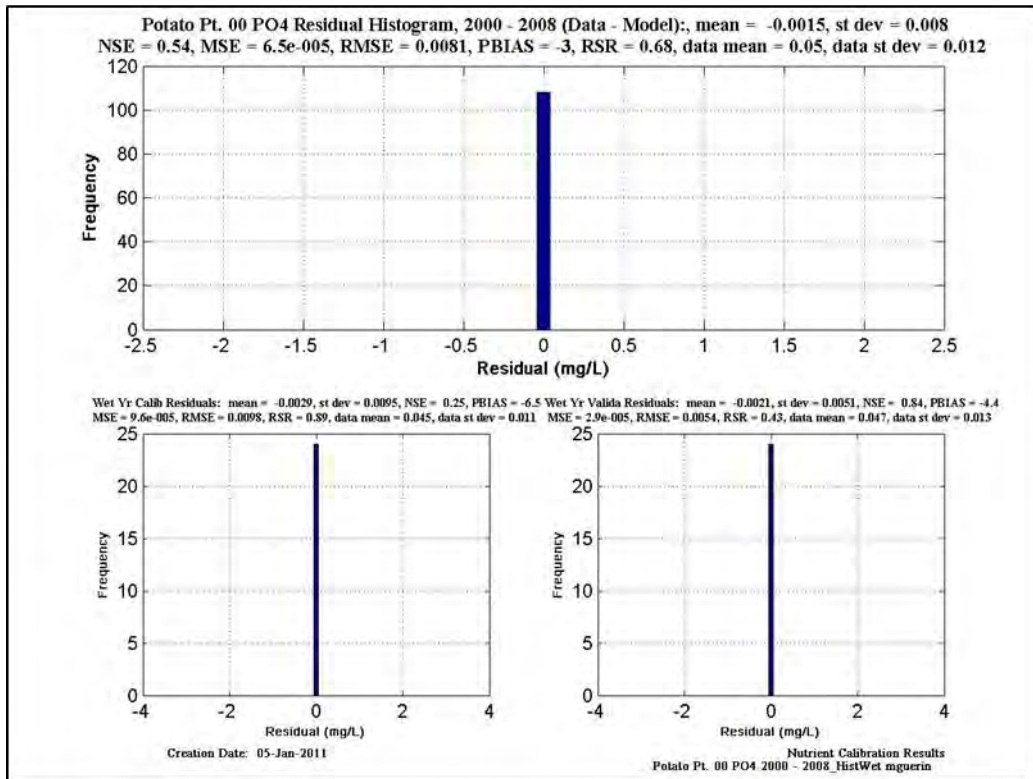 Potato Pt. 00 PO4 Residual Histogram, 2000 - 2008 (Data - Model):, mean = -0.0015, st dev = 0.008
NSE = 0.54, MSE = 6.5e-005, RMSE = 0.0081, PBIAS = -3, RSR = 0.68, data mean = 0.05, data st dev = 0.012
120
100
80
60
40
20
0
Frequency
-2.5 -2 -1.5 -1 -0.5 0 0.5 1 1.5 2 2.5
Residual (mg/L)
Wet Yr Calib Residuals: mean = -0.0029, st dev = 0.0095, NSE = 0.25, PBIAS = -6.5
MSE = 9.6e-005, RMSE = 0.0098, RSR = 0.89, data mean = 0.045, data st dev = 0.011
25
20
15
10
5
0
Frequency
-4 -2 0 2 4
Residual (mg/L)
Wet Yr Valida Residuals: mean = -0.0021, st dev = 0.0051, NSE = 0.84, PBIAS = -4.4
MSE = 2.9e-005, RMSE = 0.0054, RSR = 0.43, data mean = 0.047, data st dev = 0.013
25
20
15
10
5
0
Frequency
-4 -2 0 2 4
Residual (mg/L)
Creation Date: 05-Jan-2011
Nutrient Calibration Results
Potato Pt. 00 PO4 2000 - 2008_HistWet mguerin